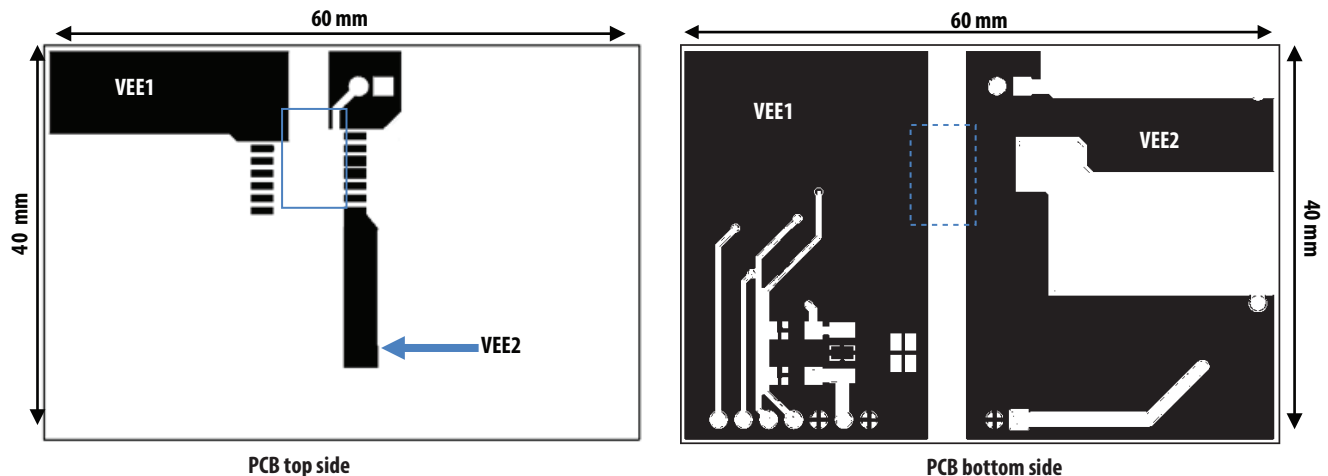 60 mm
60 mm
VEE1
VEE1
VEE2
40 mm
40 mm
VEE2
PCB top side
PCB bottom side